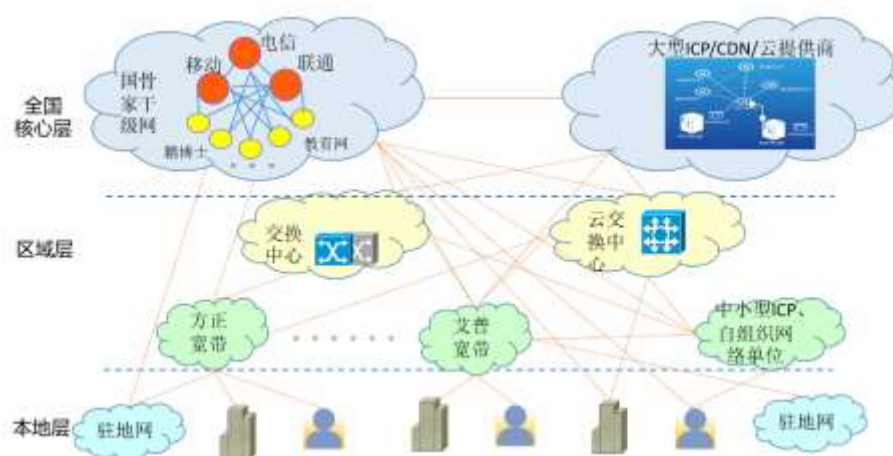 电信
移动
联通
国骨
家干
级网
鹏博士
教育网
大型ICP/CDN/云提供商
全国
核心层
交换
中心
云交
换中
心
区域层
方正
宽带
艾普
宽带
中小型ICP、
自组织网
络单位
本地层
驻地网
驻地网